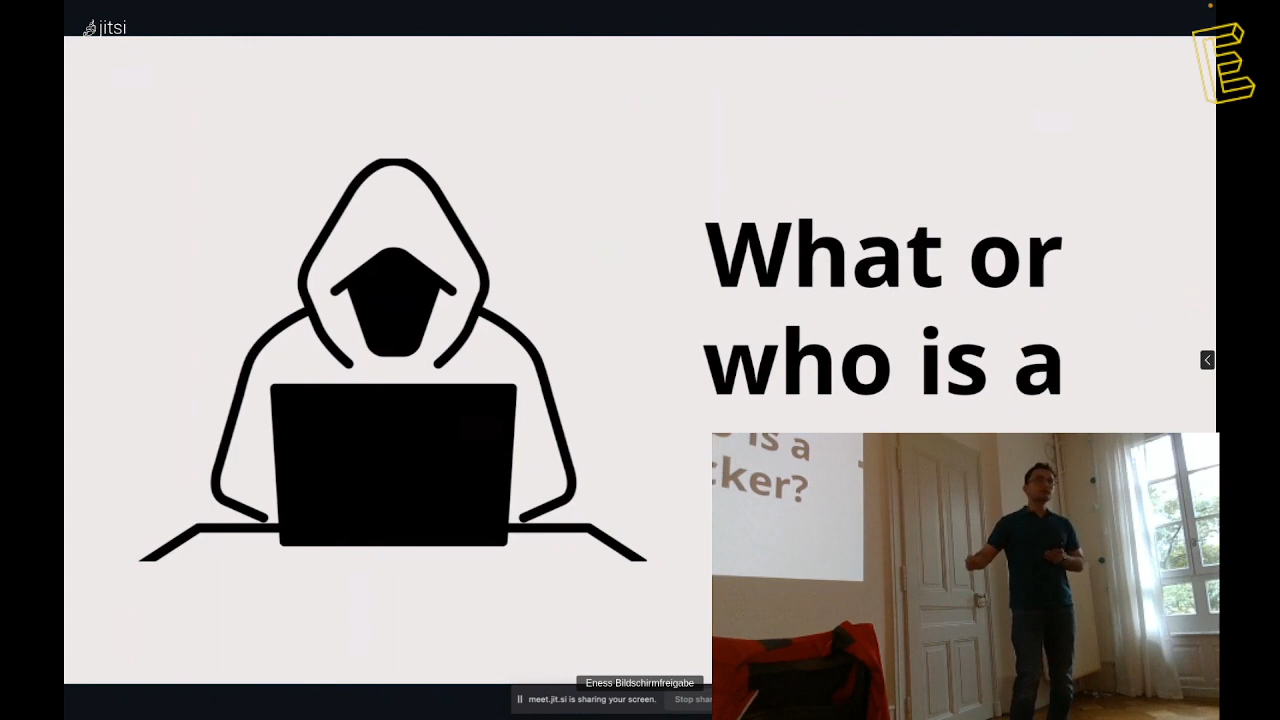 jitsi
E
What or
who is a
is a
cker?
Eness Bildschirmfreigabe
meet.jit.si is sharing your screen.
Stop shar